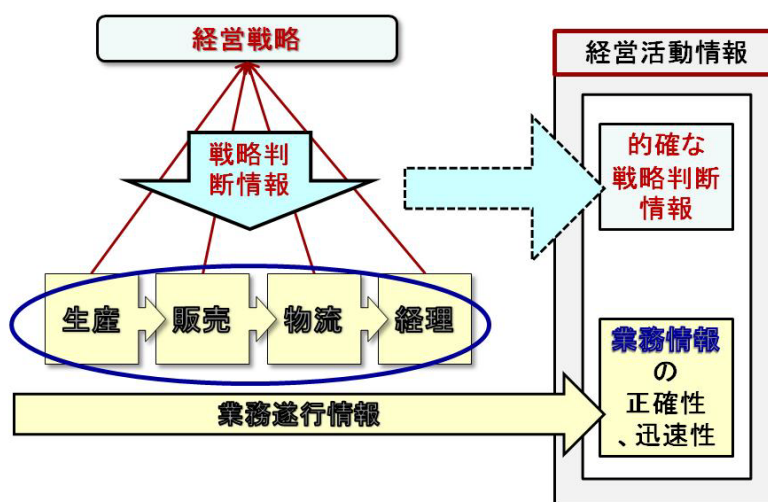 経営戦略
経営活動情報
戦略判
断情報
的確な
戦略判断
情報
生産
販売
物流
経理
業務情報
の
正確性
、迅速性
業務遂行情報